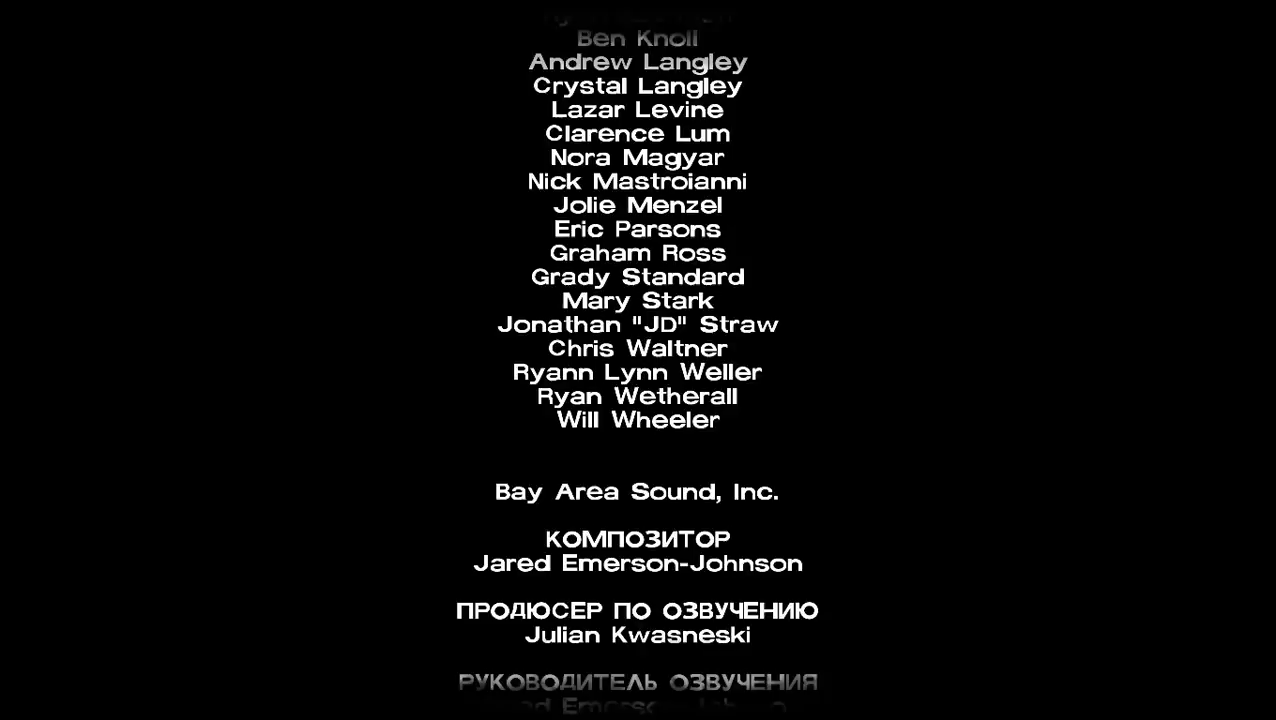 Ben Knoll
Andrew Langley
Crystal Langley
Lazar Levine
Clarence Lum
Nora Magyar
Nick Mastroianni
Jolie Menzel
Eric Parsons
Graham Ross
Grady Standard
Mary Stark
Jonathan "JD" Straw
Chris Waltner
Ryann Lynn Weller
Ryan Wetherall
Will Wheeler
Bay Area Sound, Inc.
КОМПОЗИТОР
Jared Emerson-Johnson
ПРОДЮСЕР ПО ОЗВУЧЕНИЮ
Julian Kwasneski
РУКОВОДИТЕЛЬ ОЗВУЧЕНИЯ